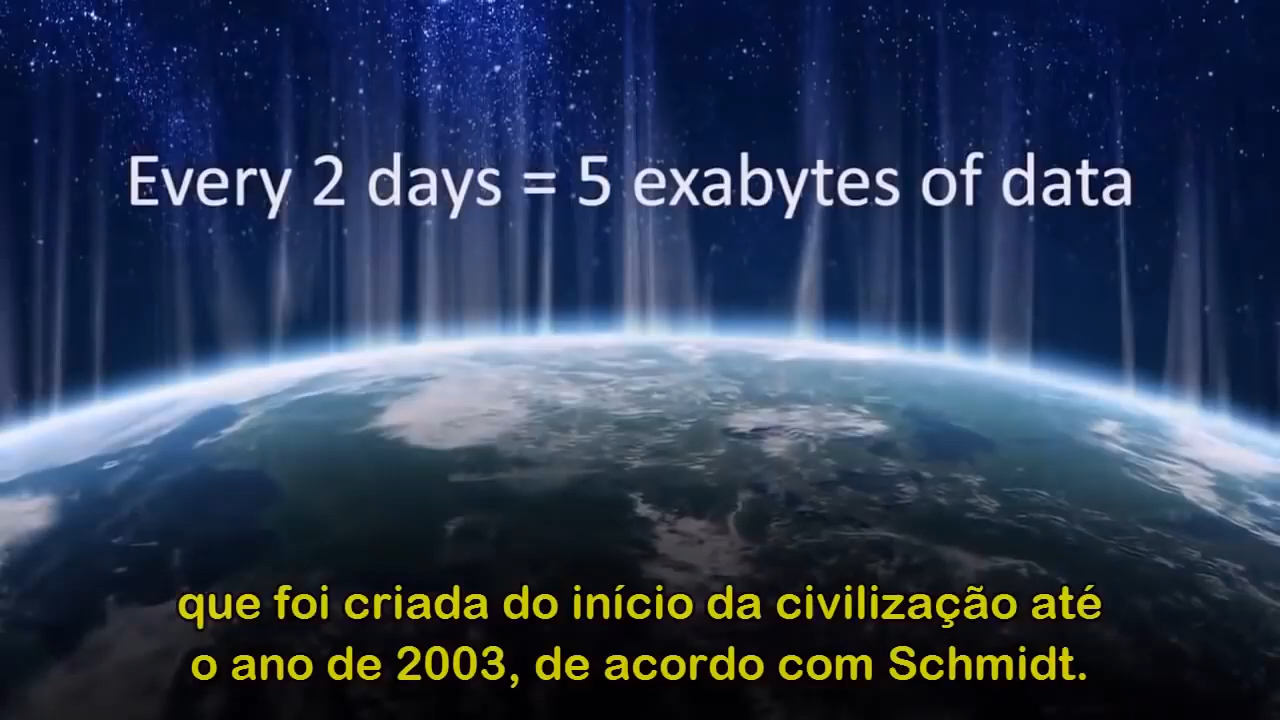 Every 2 days = 5 exabytes of data
que foi criada do início da civilização até
o ano de 2003, de acordo com Schmidt.